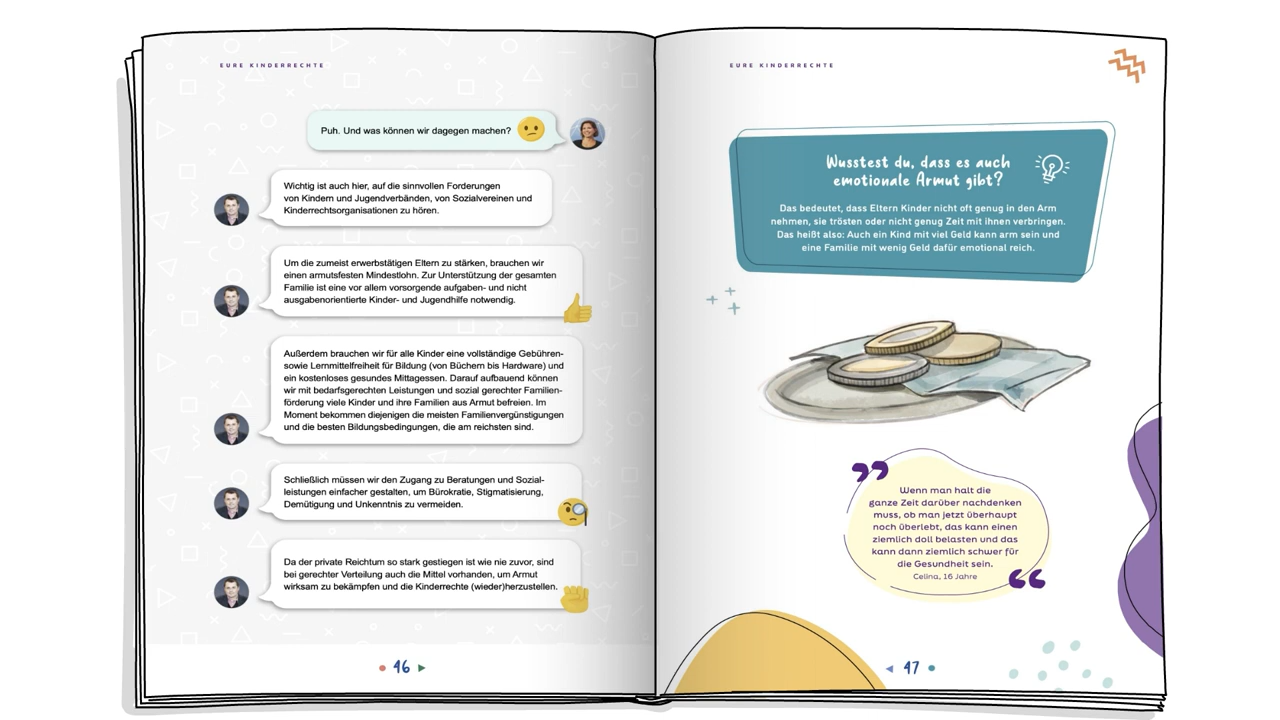 EURE KINDERRECHTE
Puh. Und was können wir dagegen machen?
Wichtig ist auch hier, auf die sinnvollen Forderungen
von Kindern und Jugendverbänden, von Sozialvereinen und
Kinderrechtsorganisationen zu hören.
Um die zumeist erwerbstätigen Eltern zu stärken, brauchen wir
einen armutsfesten Mindestlohn. Zur Unterstützung der gesamten
Familie ist eine vor allem vorsorgende aufgaben- und nicht
ausgabenorientierte Kinder- und Jugendhilfe notwendig.
Außerdem brauchen wir für alle Kinder eine vollständige Gebühren-
sowie Lernmittelfreiheit für Bildung (von Büchern bis Hardware) und
ein kostenloses gesundes Mittagessen. Darauf aufbauend können
wir mit bedarfsgerechten Leistungen und sozial gerechter Familien-
förderung viele Kinder und ihre Familien aus Armut befreien. Im
Moment bekommen diejenigen die meisten Familienvergünstigungen
und die besten Bildungsbedingungen, die am reichsten sind.
Schließlich müssen wir den Zugang zu Beratungen und Sozial-
leistungen einfacher gestalten, um Bürokratie, Stigmatisierung,
Demütigung und Unkenntnis zu vermeiden.
Da der private Reichtum so stark gestiegen ist wie nie zuvor, sind
bei gerechter Verteilung auch die Mittel vorhanden, um Armut
wirksam zu bekämpfen und die Kinderrechte (wieder)herzustellen.
46
EURE KINDERRECHTE
Wusstest du, dass es auch
emotionale Armut gibt?
Das bedeutet, dass Eltern Kinder nicht oft genug in den Arm
nehmen, sie trösten oder nicht genug Zeit mit ihnen verbringen.
Das heißt also: Auch ein Kind mit viel Geld kann arm sein und
eine Familie mit wenig Geld dafür emotional reich.
Wenn man halt die
ganze Zeit darüber nachdenken
muss, ob man jetzt überhaupt
noch überlebt, das kann einen
ziemlich doll belasten und das
kann dann ziemlich schwer für
die Gesundheit sein.
Celina, 16 Jahre
47